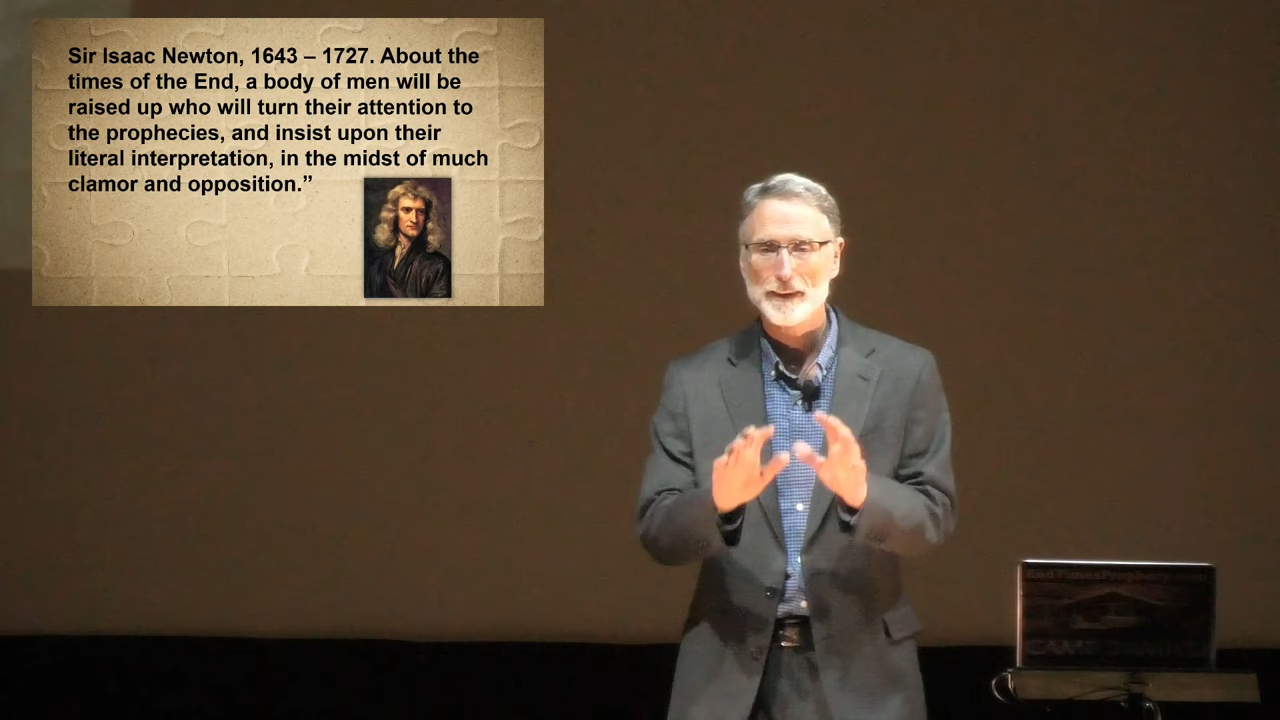 Sir Isaac Newton, 1643 – 1727. About the
times of the End, a body of men will be
raised up who will turn their attention to
the prophecies, and insist upon their
literal interpretation, in the midst of much
clamor and opposition.”
EndTimesProphecy
CAMP